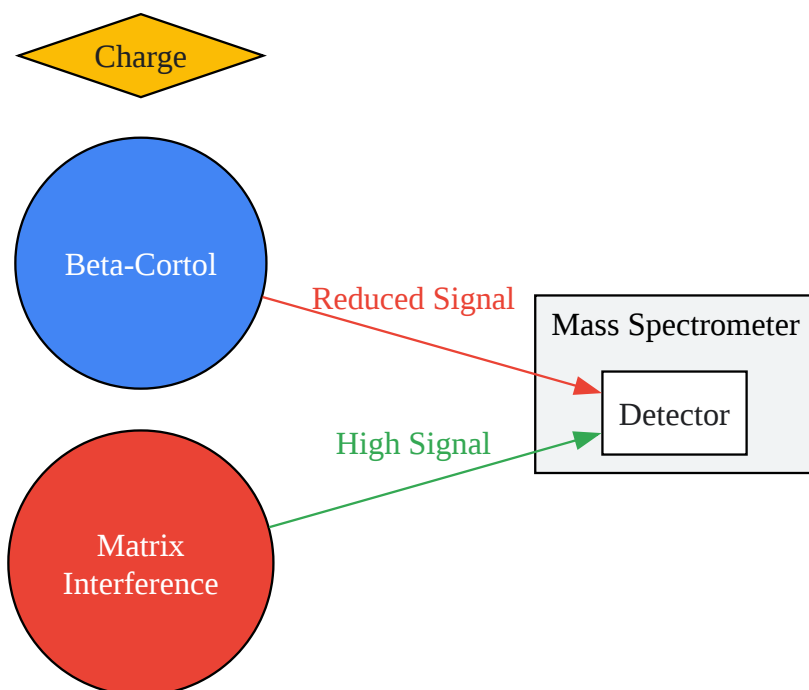 Charge
Beta-Cortol
Reduced Signal
Mass Spectrometer
Detector
High Signal
Matrix
Interference